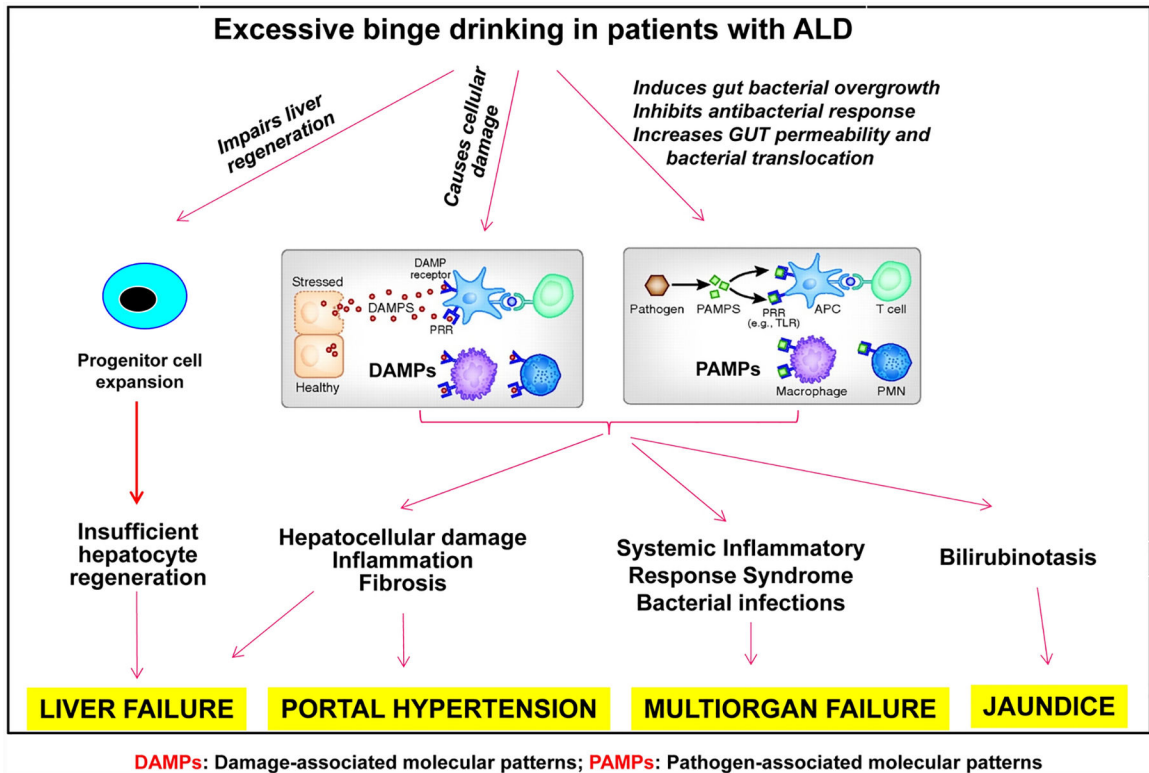 Excessive binge drinking in patients with ALD
Impairs liver
regeneration
Causes cellular
damage
Induces gut bacterial overgrowth
Inhibits antibacterial response
Increases GUT permeability and
bacterial translocation
Progenitor cell
expansion
Stressed
Healthy
DAMP
receptor
DAMPS
PRR
DAMPs
Pathogen
PAMPS
PRR
(e.g., TLR)
APC
T cell
PAMPs
Macrophage
PMN
Insufficient
hepatocyte
regeneration
Hepatocellular damage
Inflammation
Fibrosis
Systemic Inflammatory
Response Syndrome
Bacterial infections
Bilirubinotasis
LIVER FAILURE
PORTAL HYPERTENSION
MULTIORGAN FAILURE
JAUNDICE
DAMPs: Damage-associated molecular patterns; PAMPs: Pathogen-associated molecular patterns